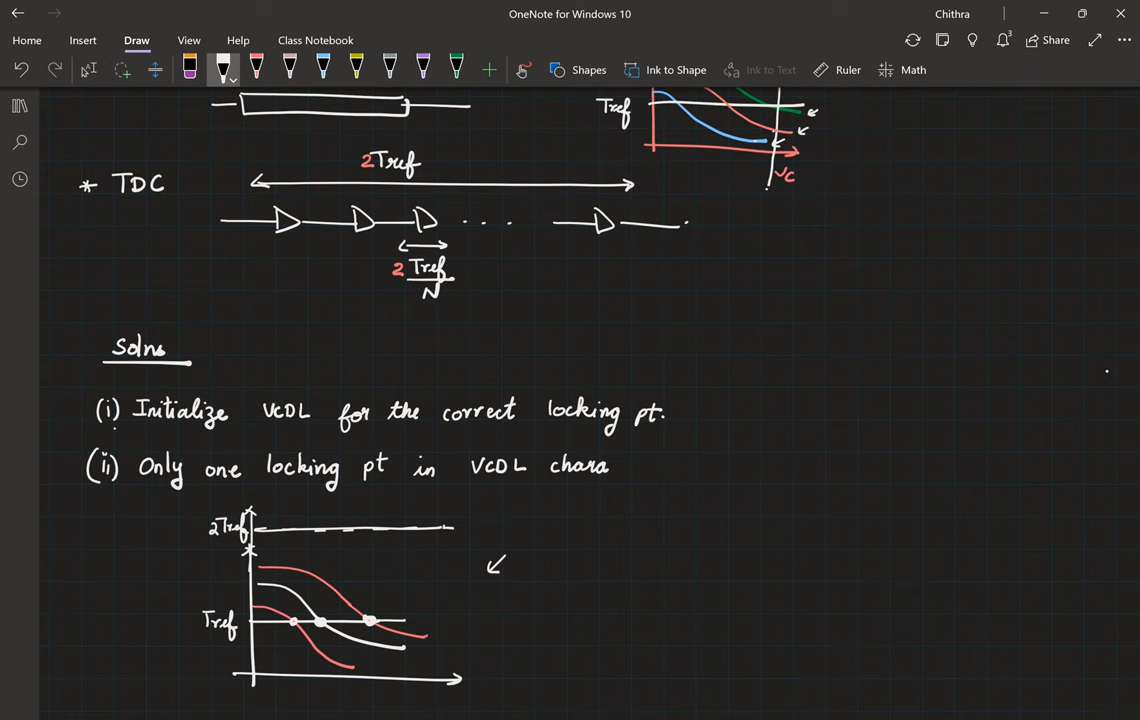 OneNote for Windows 10
Chithra
Home Insert Draw View Help Class Notebook
3
Share
Shapes
Ink to Shape
Ink to Text
Ruler
Math
Tref
VC
2Tref
* TDC
2 Tref
N
Solns
(i) Initialize VCDL for the correct locking pt.
(ii) Only one locking pt in VCDL chara
2Tref
Tref